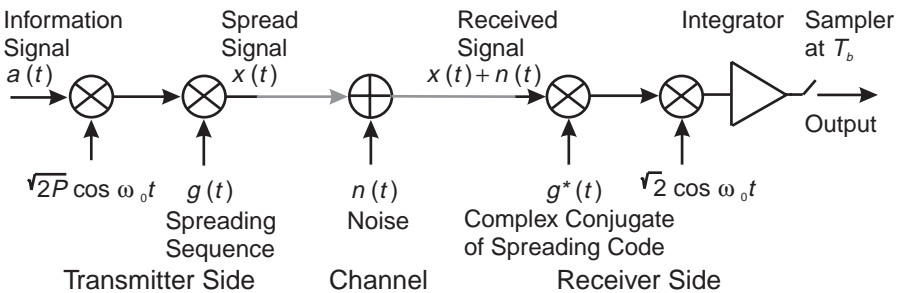 Information Signal
a(t)
Spread Signal
x(t)
Received Signal
x(t)+n(t)
Integrator
Sampler at T_b
Output
√2P cos ω₀t
g(t)
Spreading Sequence
n(t)
Noise
g*(t)
Complex Conjugate
of Spreading Code
√2 cos ω₀t
Transmitter Side
Channel
Receiver Side